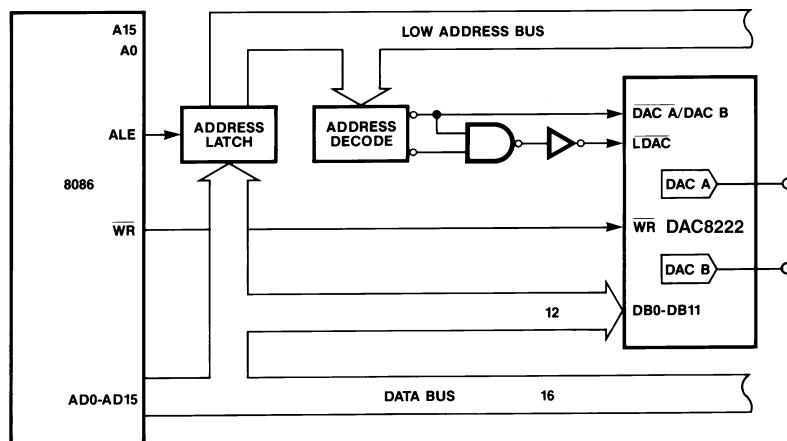 A15
LOW ADDRESS BUS
A0
ADDRESS
LATCH
ADDRESS
DECODE
DAC A/DAC B
ALE
LDAC
8086
DAC A
WR
WR DAC8222
DAC B
12
DB0-DB11
AD0-AD15
DATA BUS 16